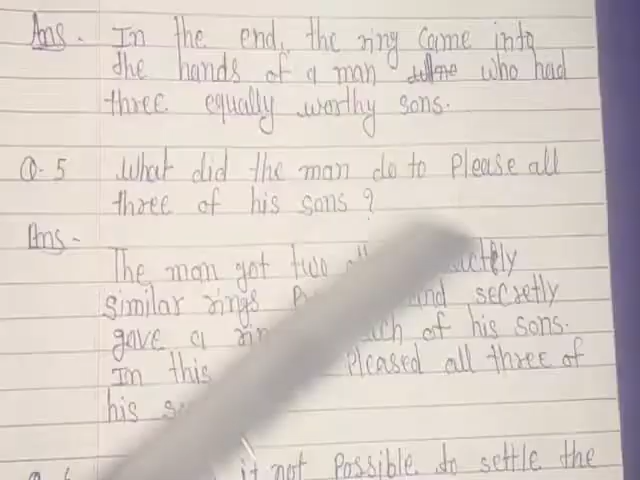 Ans. In the end, the ring came into
the hands of a man who had
three equally worthy sons.
Q.5 What did the man do to Please all
three of his sons ?
Ans- The man got two
similar rings and secretly
gave a of his sons.
In this Pleased all three of
his
it not Possible to settle the